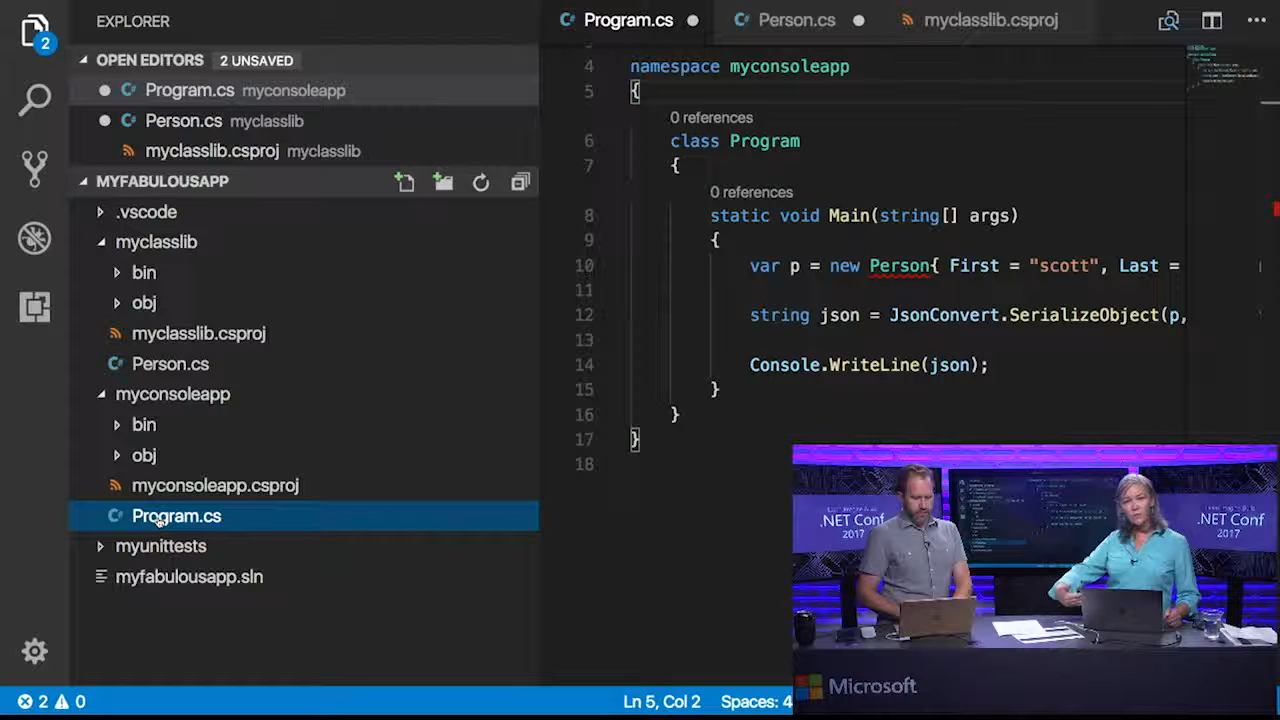 EXPLORER
OPEN EDITORS 2 UNSAVED
Program.cs myconsoleapp
Person.cs myclasslib
myclasslib.csproj myclasslib
MYFABULOUSAPP
.vscode
myclasslib
bin
obj
myclasslib.csproj
Person.cs
myconsoleapp
bin
obj
myconsoleapp.csproj
Program.cs
myunittests
myfabulousapp.sln
2
Program.cs
Person.cs
myclasslib.csproj
4 namespace myconsoleapp
5 {
0 references
6 class Program
7 {
0 references
8 static void Main(string[] args)
9 {
10 var p = new Person{ First = "scott", Last =
11
12 string json = JsonConvert.SerializeObject(p,
13
14 Console.WriteLine(json);
15 }
16 }
17 }
18
.NET Conf
2017
.NET Conf
2017
Microsoft
2 0
Ln 5, Col 2 Spaces: 4